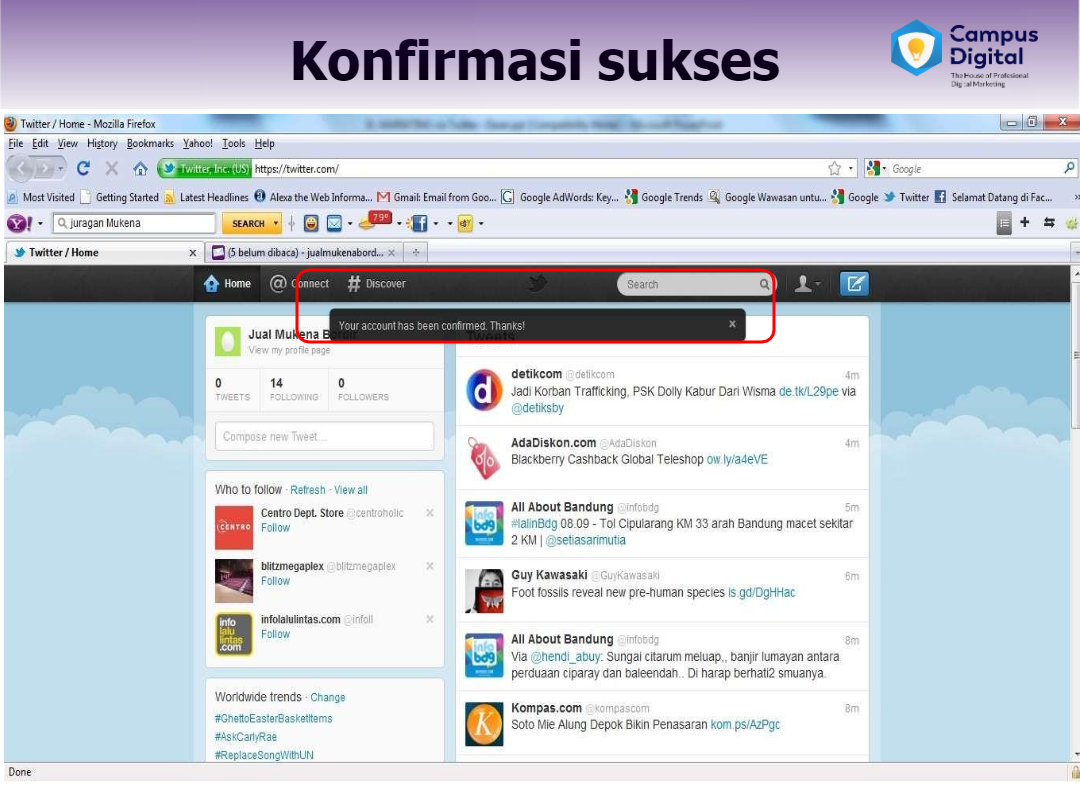 Konfirmasi sukses
Campus
Digital
The House of Profesional
Digital Marketing
Twitter / Home - Mozilla Firefox
File Edit View History Bookmarks Yahoo! Tools Help
Twitter, Inc. (US) https://twitter.com/
Google
Most Visited Getting Started Latest Headlines Alexa the Web Informa... Gmail: Email from Goo... Google AdWords: Key... Google Trends Google Wawasan untu... Google Twitter Selamat Datang di Fac... »
juragan Mukena SEARCH 79°
Twitter / Home x (5 belum dibaca) - jualmukenabord... x
Home @ Connect # Discover Search
Your account has been confirmed. Thanks! x
Jual Mukena Bordir
View my profile page
0 14 0
TWEETS FOLLOWING FOLLOWERS
Compose new Tweet...
Who to follow · Refresh · View all
Centro Dept. Store @centroholic x
CENTRO
Follow
blitzmegaplex @blitzmegaplex x
Follow
infolalulintas.com @infoll x
Follow
info
lalu
lintas
.com
Worldwide trends · Change
#GhettoEasterBasketItems
#AskCarlyRae
#ReplaceSongWithUN
Tweets
detikcom @detikcom 4m
Jadi Korban Trafficking, PSK Dolly Kabur Dari Wisma de.tk/L29pe via
@detiksby
AdaDiskon.com @AdaDiskon 4m
Blackberry Cashback Global Teleshop ow.ly/a4eVE
All About Bandung @infobdg 5m
#lalinBdg 08.09 - Tol Cipularang KM 33 arah Bandung macet sekitar
2 KM | @setiasarimutia
info
bdg
Guy Kawasaki @GuyKawasaki 6m
Foot fossils reveal new pre-human species is.gd/DgHHac
All About Bandung @infobdg 8m
Via @hendi_abuy: Sungai citarum meluap,, banjir lumayan antara
perduaan ciparay dan baleendah.. Di harap berhati2 smuanya.
info
bdg
Kompas.com @kompascom 8m
Soto Mie Alung Depok Bikin Penasaran kom.ps/AzPgc
Done